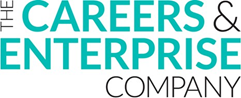 THE
CAREERS &
ENTERPRISE
COMPANY